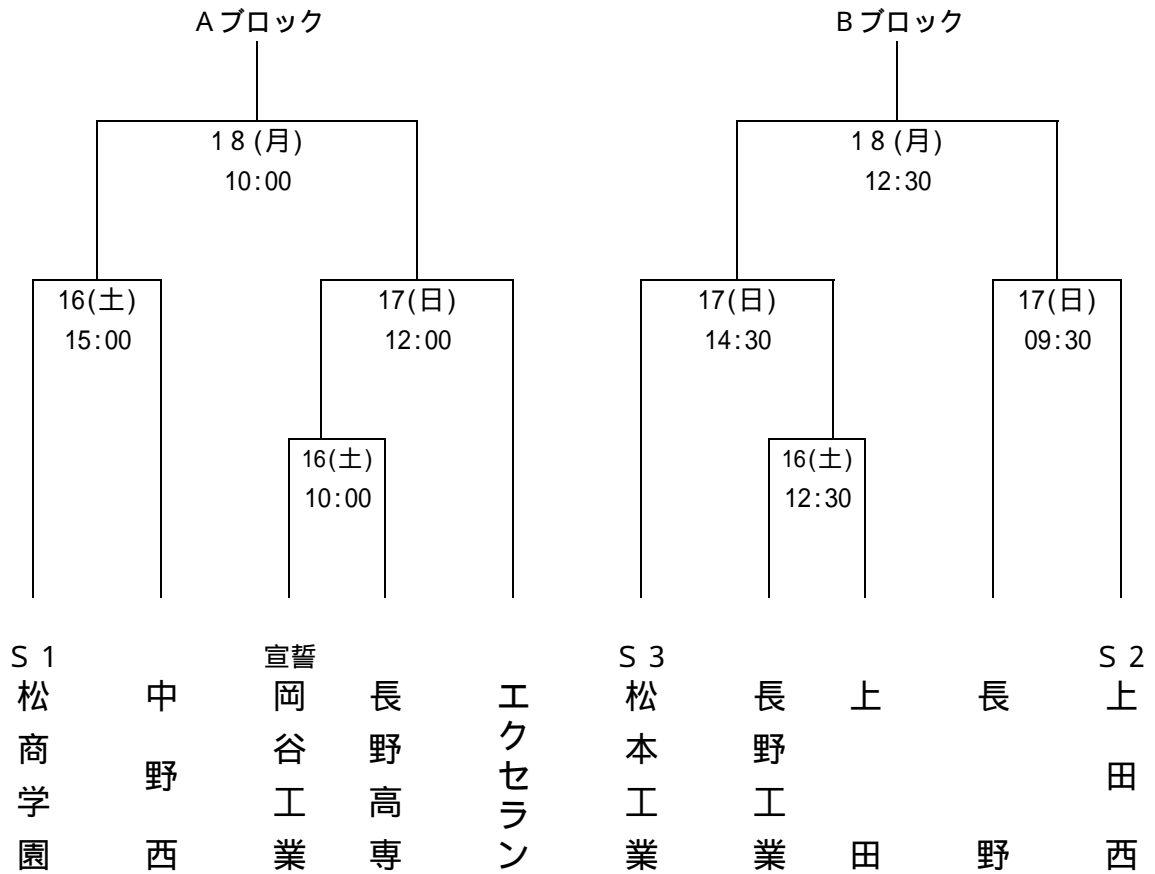 Aブロック
Bブロック
18(月)
10:00
18(月)
12:30
16(土)
15:00
17(日)
12:00
17(日)
14:30
17(日)
09:30
16(土)
10:00
16(土)
12:30
S1
松商学園
中野西
宣誓
岡谷工業
長野高専
エクセラン
S3
松本工業
長野工業
上田
長野
S2
上田西